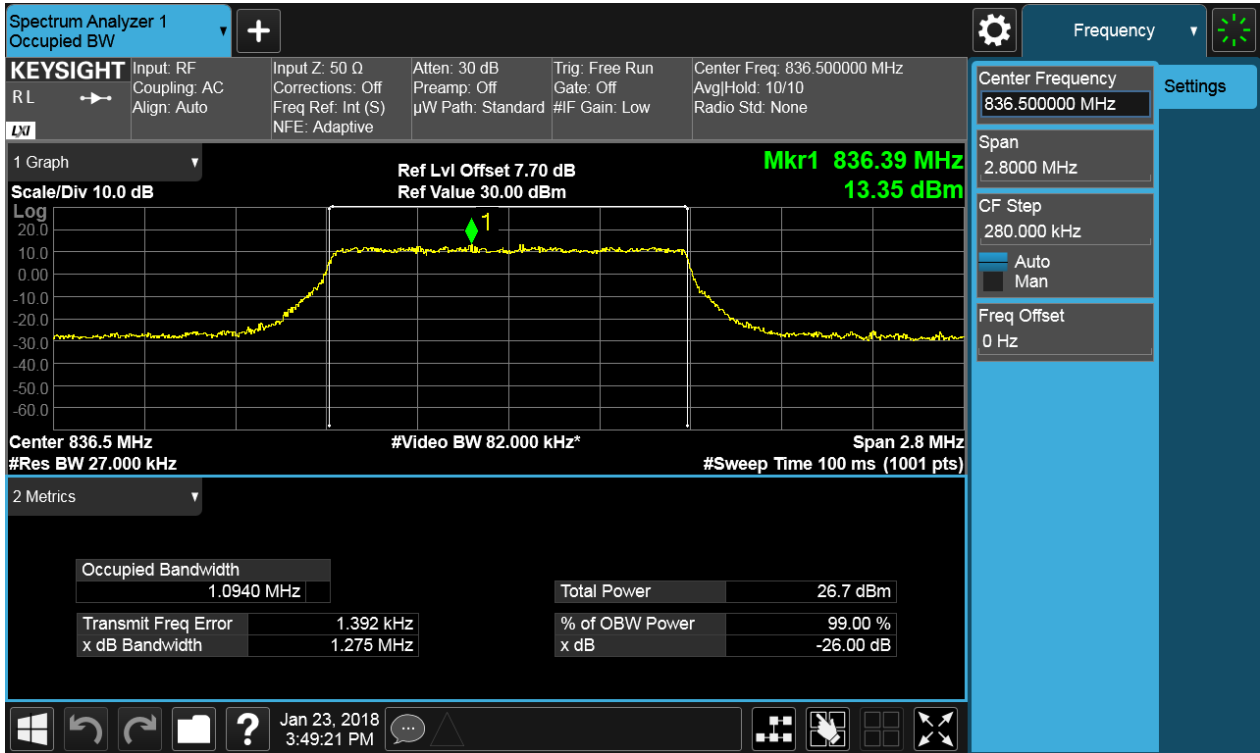 Spectrum Analyzer 1
Occupied BW
+
Frequency
KEYSIGHT
RL
LXI
Input: RF
Coupling: AC
Align: Auto
Input Z: 50 Ω
Corrections: Off
Freq Ref: Int (S)
NFE: Adaptive
Atten: 30 dB
Preamp: Off
µW Path: Standard
Trig: Free Run
Gate: Off
#IF Gain: Low
Center Freq: 836.500000 MHz
Avg|Hold: 10/10
Radio Std: None
Center Frequency
836.500000 MHz
Settings
Span
2.8000 MHz
CF Step
280.000 kHz
Auto
Man
Freq Offset
0 Hz
1 Graph
Scale/Div 10.0 dB
Ref Lvl Offset 7.70 dB
Ref Value 30.00 dBm
Mkr1 836.39 MHz
13.35 dBm
Log
20.0
10.0
0.00
-10.0
-20.0
-30.0
-40.0
-50.0
-60.0
1
Center 836.5 MHz
#Video BW 82.000 kHz*
Span 2.8 MHz
#Res BW 27.000 kHz
#Sweep Time 100 ms (1001 pts)
2 Metrics
Occupied Bandwidth
1.0940 MHz
Total Power 26.7 dBm
Transmit Freq Error 1.392 kHz
% of OBW Power 99.00 %
x dB Bandwidth 1.275 MHz
x dB -26.00 dB
?
Jan 23, 2018
3:49:21 PM